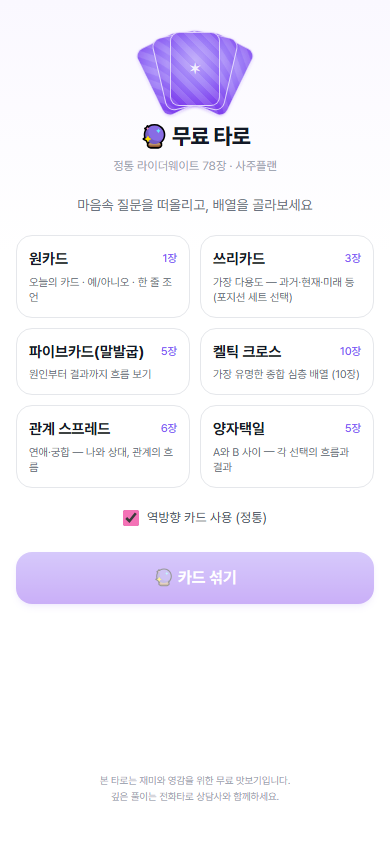 🔮 무료 타로
정통 라이더웨이트 78장 · 사주플랜
마음속 질문을 떠올리고, 배열을 골라보세요
원카드 1장
오늘의 카드 · 예/아니오 · 한 줄 조
언
쓰리카드 3장
가장 다용도 — 과거·현재·미래 등
(포지션 세트 선택)
파이브카드(말발굽) 5장
원인부터 결과까지 흐름 보기
켈틱 크로스 10장
가장 유명한 종합 심층 배열 (10장)
관계 스프레드 6장
연애·궁합 — 나와 상대, 관계의 흐
름
양자택일 5장
A와 B 사이 — 각 선택의 흐름과
결과
역방향 카드 사용 (정통)
🔮 카드 섞기
본 타로는 재미와 영감을 위한 무료 맛보기입니다.
깊은 풀이는 전화타로 상담사와 함께하세요.